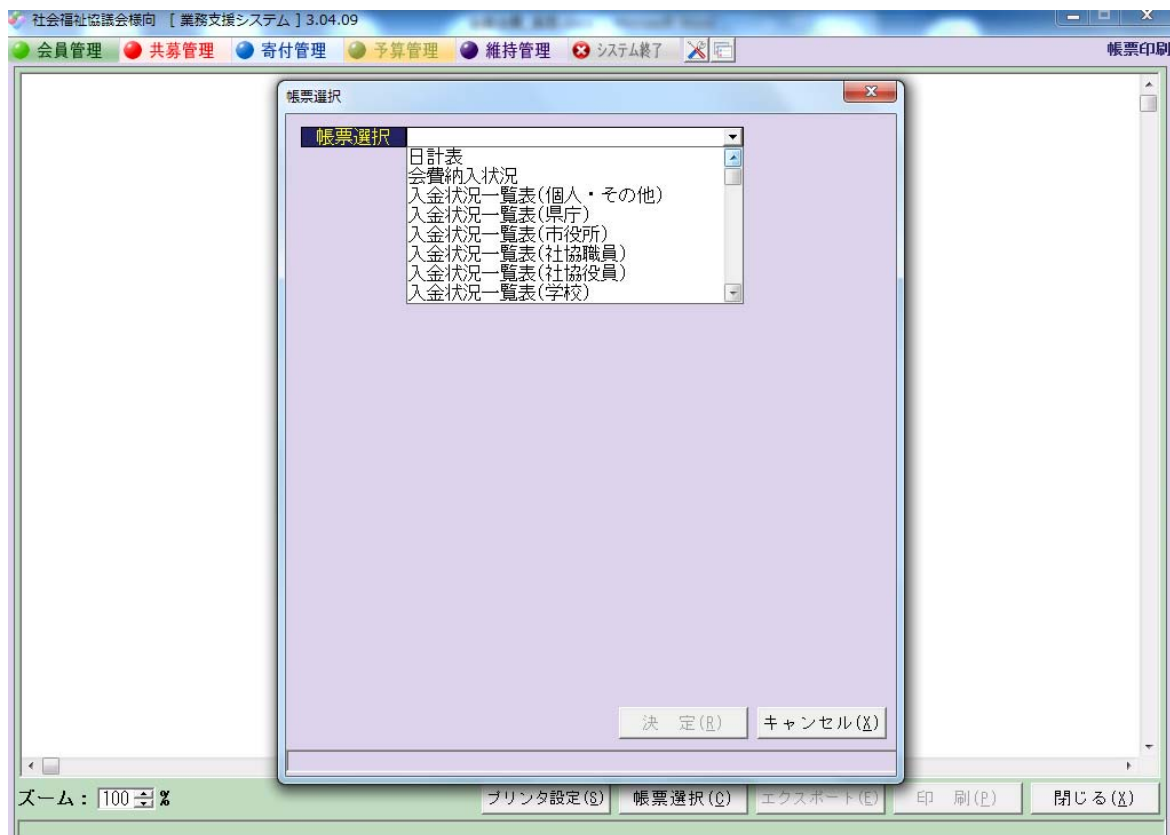 社会福祉協議会様向 [ 業務支援システム ] 3.04.09
会員管理 共募管理 寄付管理 予算管理 維持管理 システム終了 帳票印刷
帳票選択
帳票選択
日計表
会費納入状況
入金状況一覧表(個人・その他)
入金状況一覧表(県庁)
入金状況一覧表(市役所)
入金状況一覧表(社協職員)
入金状況一覧表(社協役員)
入金状況一覧表(学校)
決 定(R) キャンセル(X)
ズーム: 100 % プリンタ設定(S) 帳票選択(C) エクスポート(E) 印 刷(P) 閉じる(X)